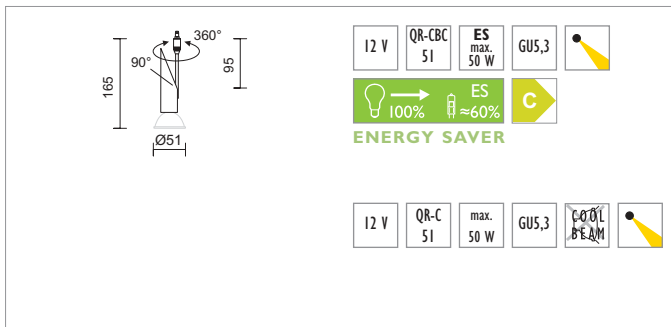 360°
90°
165
95
Ø51
12 V
QR-CBC
51
ES
max.
50 W
GU5,3
100%
ES
≈60%
C
ENERGY SAVER
12 V
QR-C
51
max.
50 W
GU5,3
COOL
BEAM